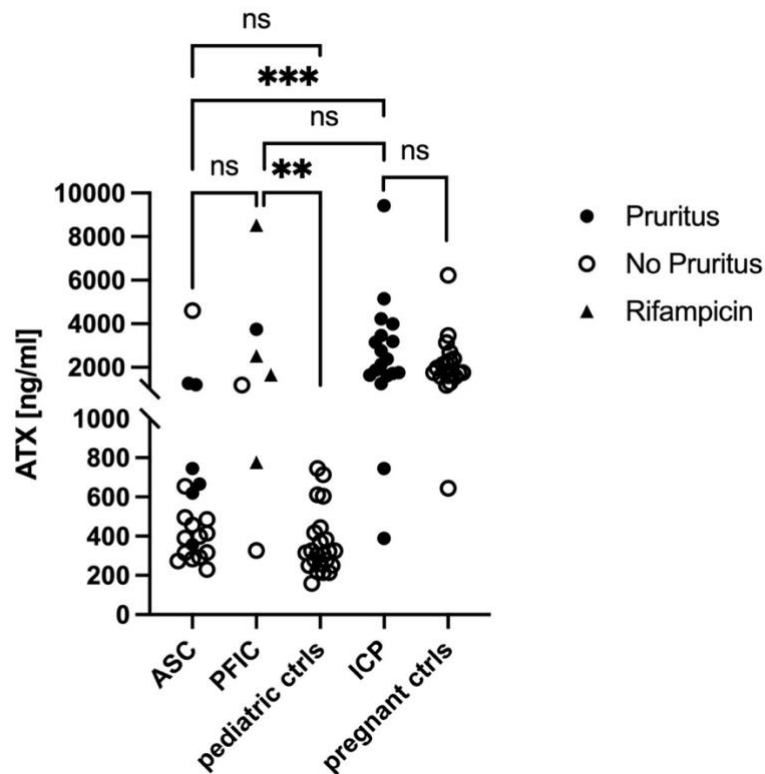 ns
***
ns
ns
ns **
10000
8000
6000
4000
2000
1000
800
600
400
200
0
ATX [ng/ml]
ASC
PFIC
pediatric ctrls
ICP
pregnant ctrls
Pruritus
No Pruritus
Rifampicin